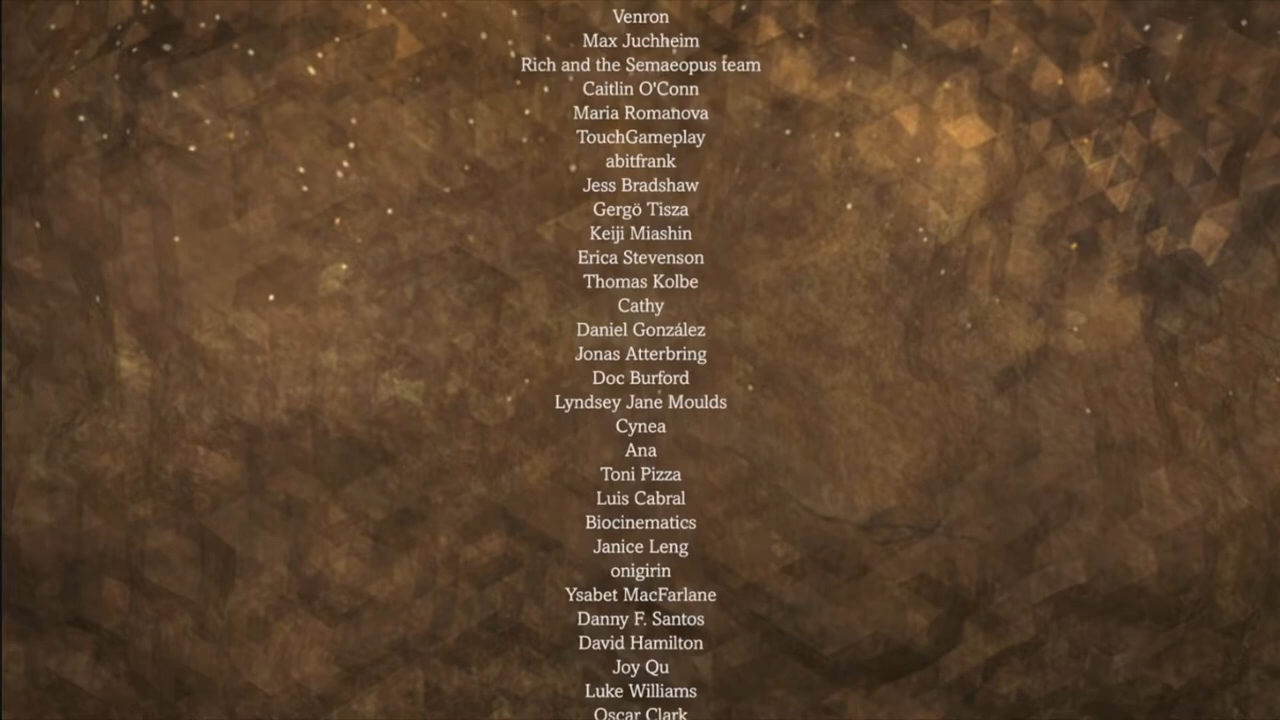 Venron
Max Juchheim
Rich and the Semaeopus team
Caitlin O'Conn
Maria Romanova
TouchGameplay
abitfrank
Jess Bradshaw
Gergö Tisza
Keiji Miashin
Erica Stevenson
Thomas Kolbe
Cathy
Daniel González
Jonas Atterbring
Doc Burford
Lyndsey Jane Moulds
Cynea
Ana
Toni Pizza
Luis Cabral
Biocinematics
Janice Leng
onigirin
Ysabet MacFarlane
Danny F. Santos
David Hamilton
Joy Qu
Luke Williams
Oscar Clark